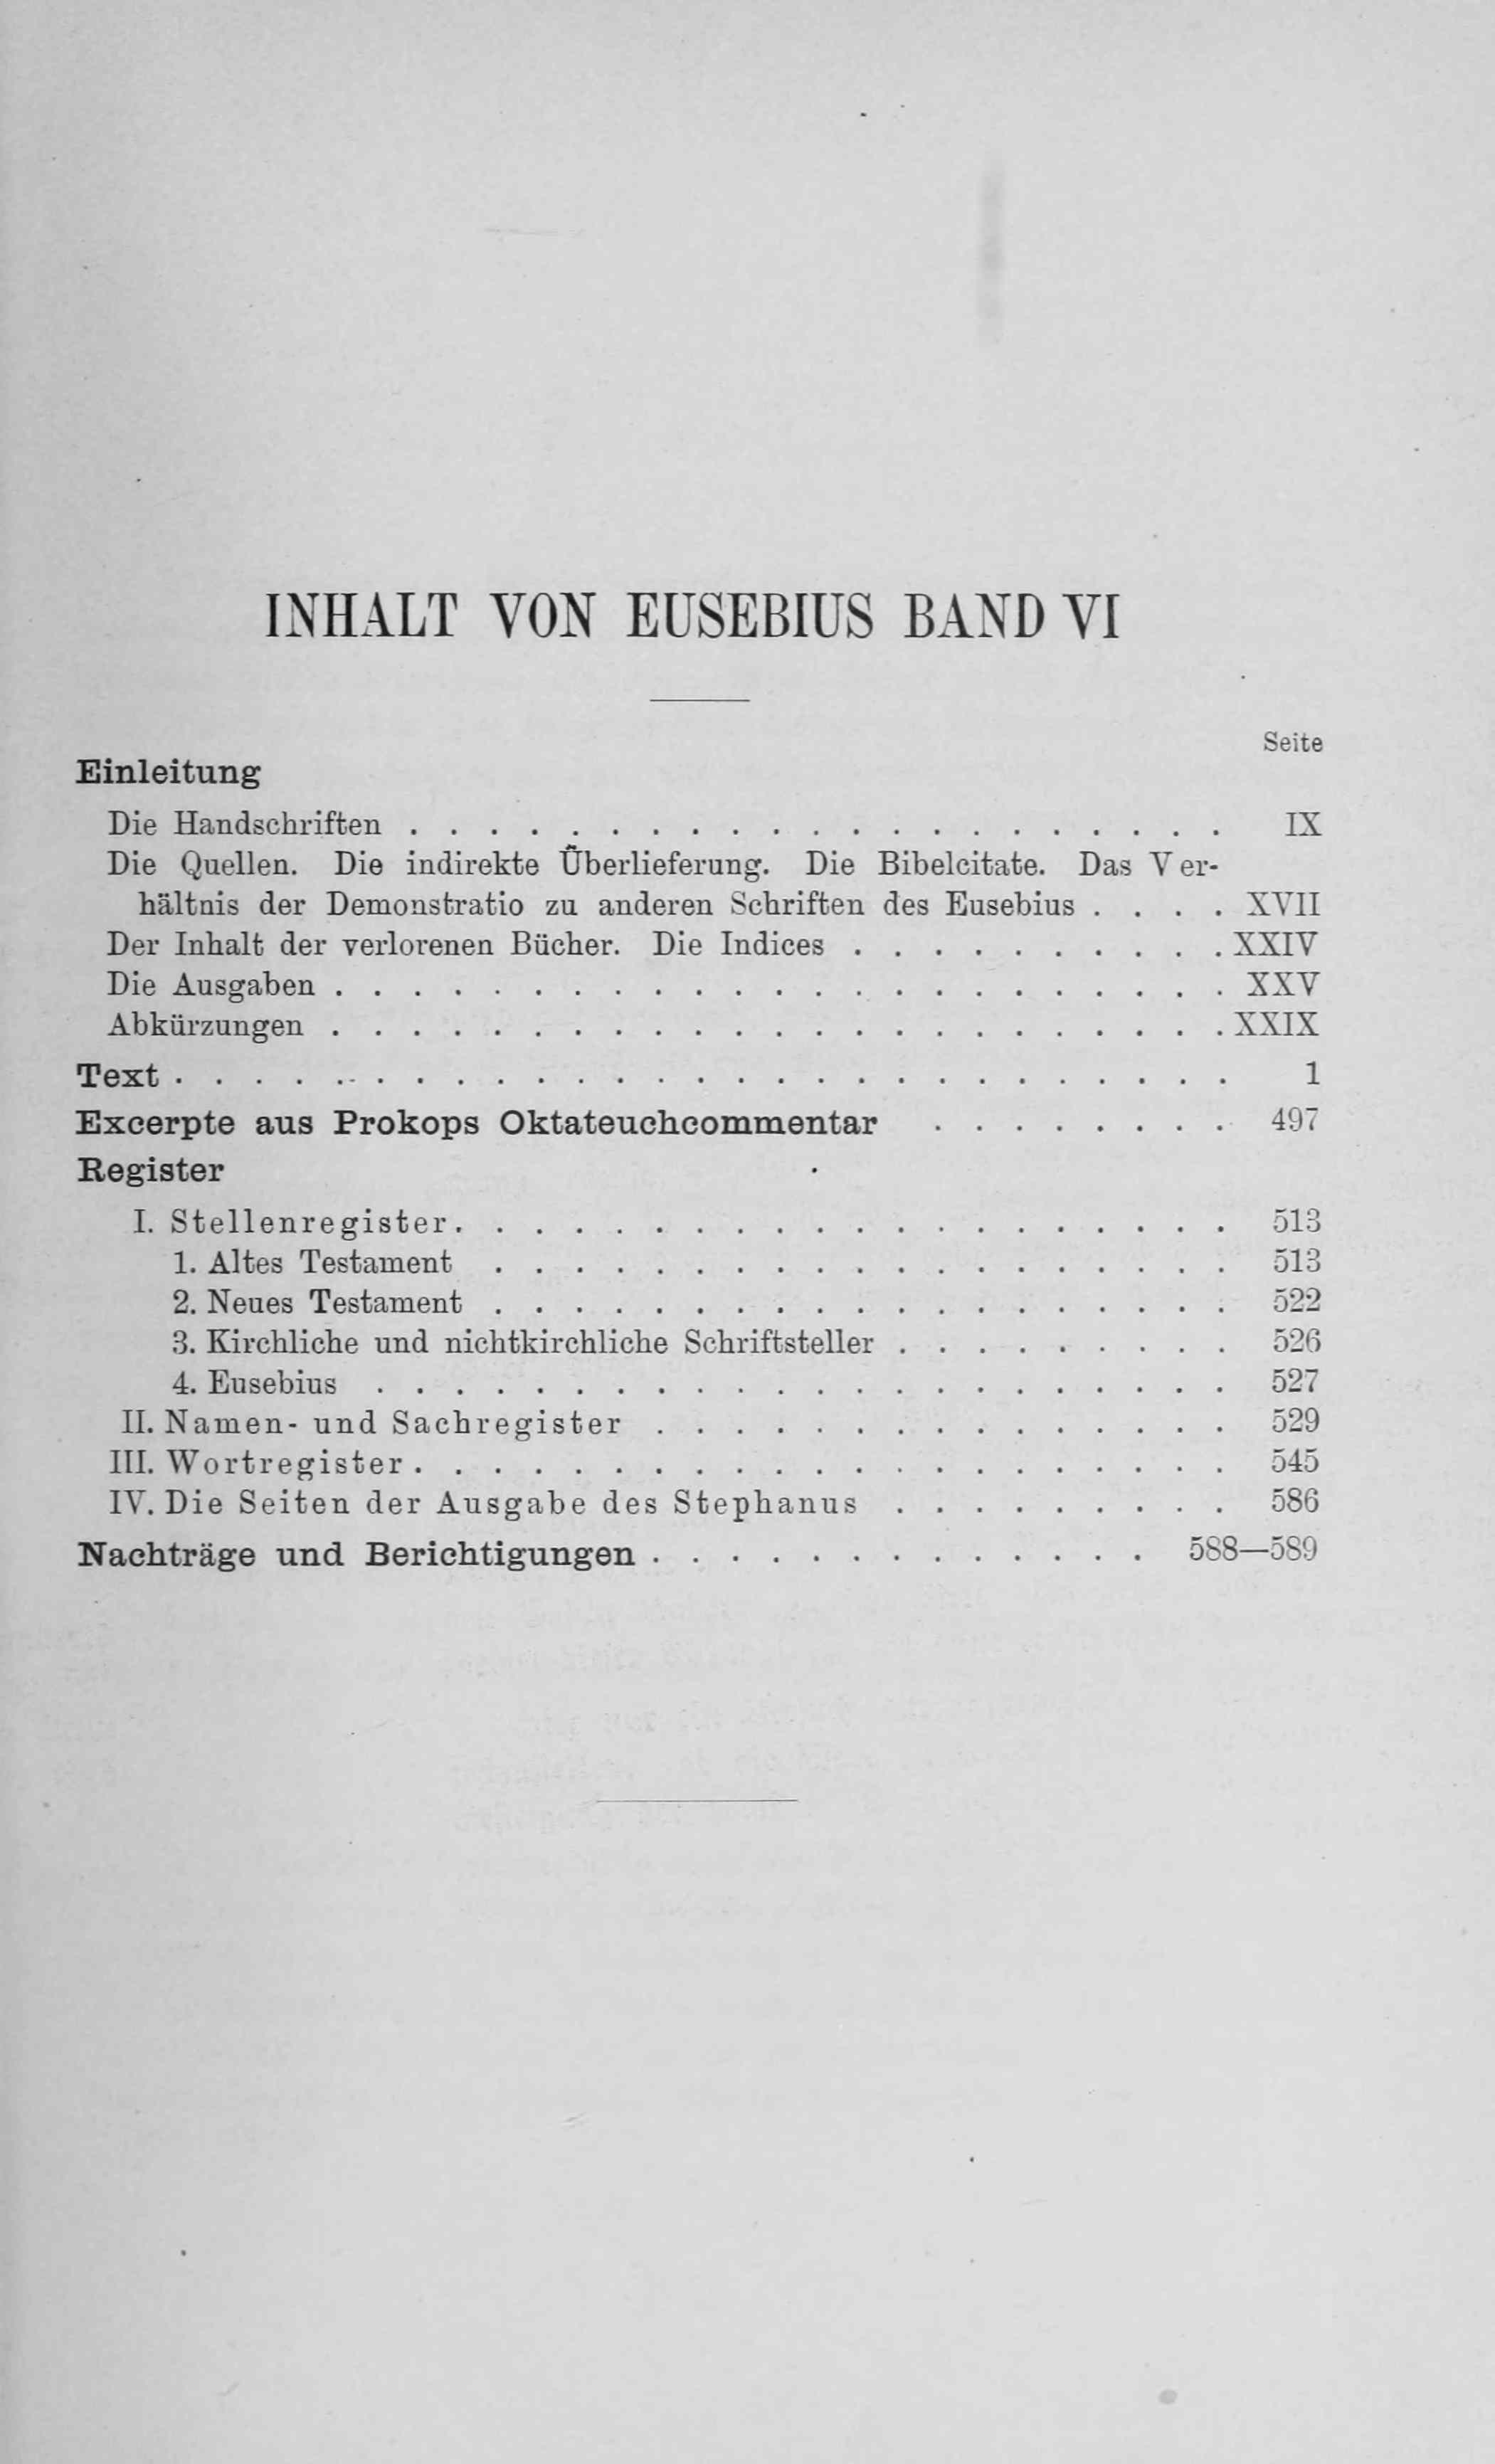 INHALT VON EUSEBIUS BAND VI
Seite
Einleitung
Die Handschriften . . . . . . . . . . . . . . . . . . . . . IX
Die Quellen. Die indirekte Überlieferung. Die Bibelcitate. Das Ver-
hältnis der Demonstratio zu anderen Schriften des Eusebius . . . . XVII
Der Inhalt der verlorenen Bücher. Die Indices . . . . . . . . . . XXIV
Die Ausgaben . . . . . . . . . . . . . . . . . . . . . . . XXV
Abkürzungen . . . . . . . . . . . . . . . . . . . . . . . XXIX
Text . . . . . . . . . . . . . . . . . . . . . . . . . . . 1
Excerpte aus Prokops Oktateuchcommentar . . . . . . . . 497
Register
I. Stellenregister . . . . . . . . . . . . . . . . . . . . 513
1. Altes Testament . . . . . . . . . . . . . . . . . . . 513
2. Neues Testament . . . . . . . . . . . . . . . . . . . 522
3. Kirchliche und nichtkirchliche Schriftsteller . . . . . . . . . 526
4. Eusebius . . . . . . . . . . . . . . . . . . . . . . 527
II. Namen- und Sachregister . . . . . . . . . . . . . . . 529
III. Wortregister . . . . . . . . . . . . . . . . . . . . . 545
IV. Die Seiten der Ausgabe des Stephanus . . . . . . . . . 586
Nachträge und Berichtigungen . . . . . . . . . . . . . 588—589